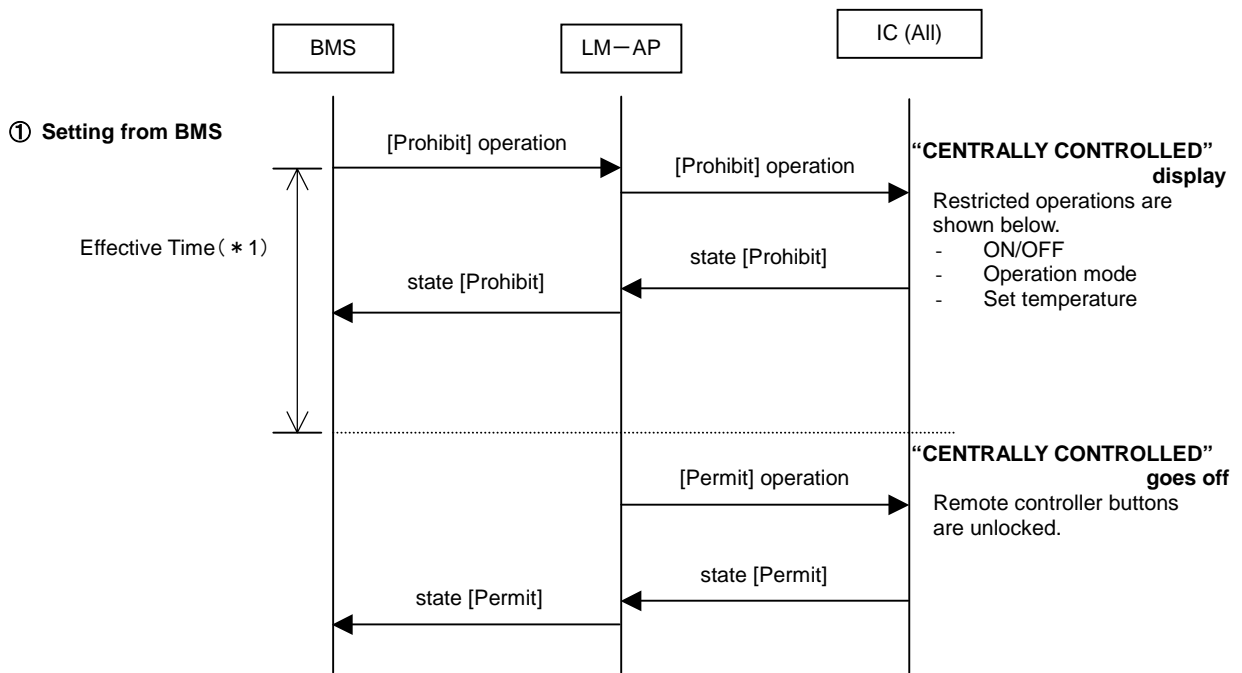 BMS
LM－AP
IC (All)
① Setting from BMS
[Prohibit] operation
[Prohibit] operation
“CENTRALLY CONTROLLED”
display
Restricted operations are
shown below.
- ON/OFF
- Operation mode
- Set temperature
Effective Time(＊1)
state [Prohibit]
state [Prohibit]
“CENTRALLY CONTROLLED”
goes off
[Permit] operation
Remote controller buttons
are unlocked.
state [Permit]
state [Permit]